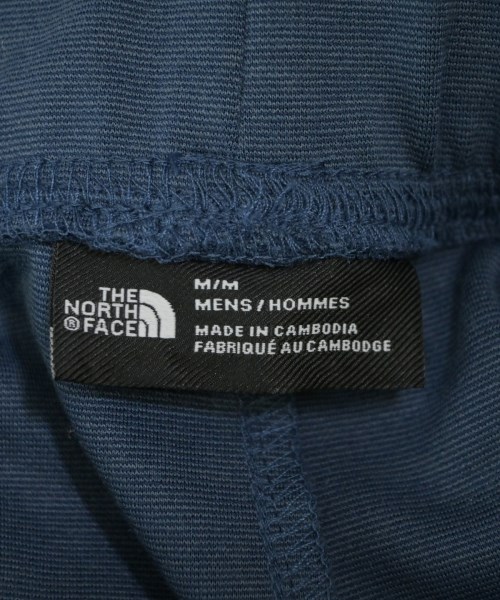 THE
NORTH
® FACE
M/M
MENS / HOMMES
MADE IN CAMBODIA
FABRIQUÉ AU CAMBODGE